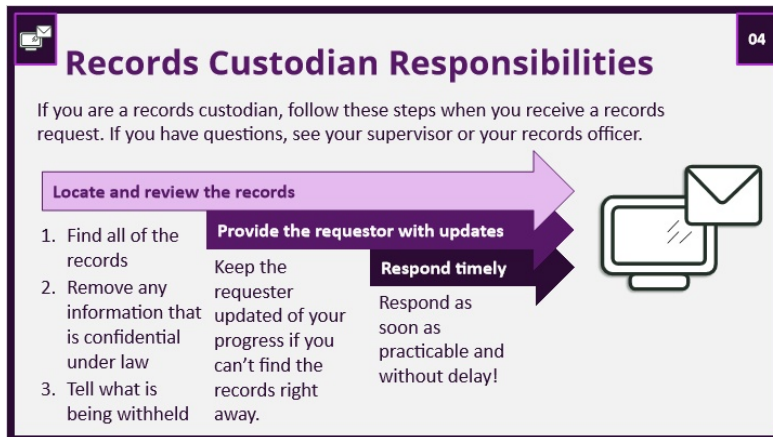 04
Records Custodian Responsibilities
If you are a records custodian, follow these steps when you receive a records
request. If you have questions, see your supervisor or your records officer.
Locate and review the records
1. Find all of the
records
2. Remove any
information that
is confidential
under law
3. Tell what is
being withheld
Provide the requestor with updates
Keep the
requester
updated of your
progress if you
can’t find the
records right
away.
Respond timely
Respond as
soon as
practicable and
without delay!